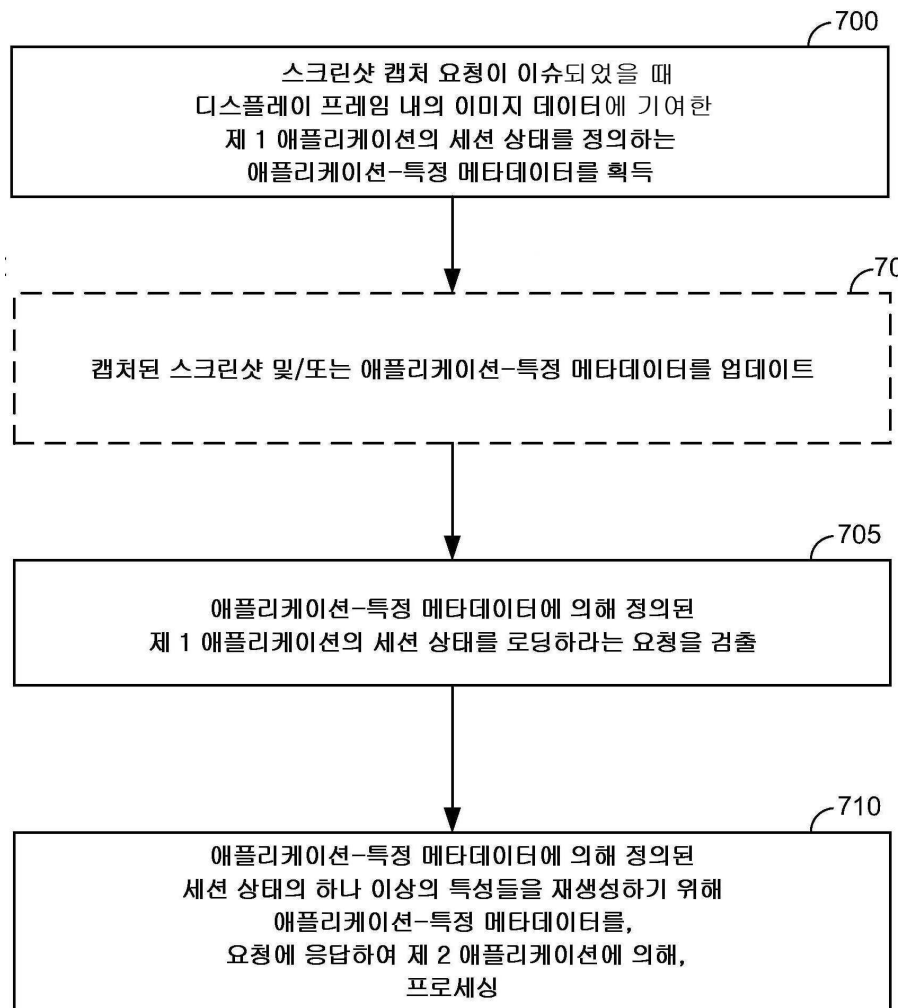 700
스크린샷 캡처 요청이 이슈되었을 때
디스플레이 프레임 내의 이미지 데이터에 기여한
제 1 애플리케이션의 세션 상태를 정의하는
애플리케이션-특정 메타데이터를 획득
70
캡처된 스크린샷 및/또는 애플리케이션-특정 메타데이터를 업데이트
705
애플리케이션-특정 메타데이터에 의해 정의된
제 1 애플리케이션의 세션 상태를 로딩하라는 요청을 검출
710
애플리케이션-특정 메타데이터에 의해 정의된
세션 상태의 하나 이상의 특성들을 재생성하기 위해
애플리케이션-특정 메타데이터를,
요청에 응답하여 제 2 애플리케이션에 의해,
프로세싱